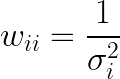 $w_{ii} = \frac{1}{\sigma_i^2}$